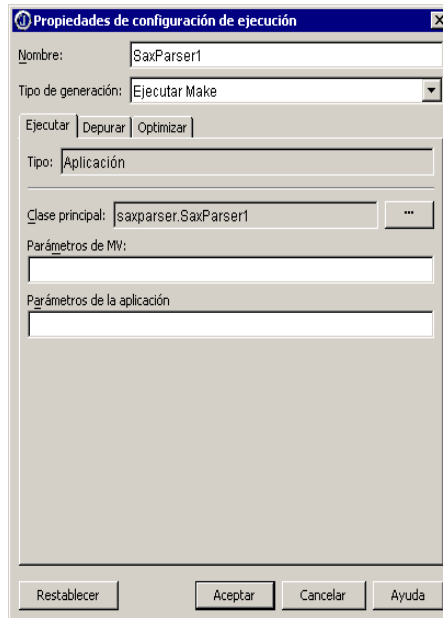 Propiedades de configuración de ejecución
Nombre: SaxParser1
Tipo de generación: Ejecutar Make
Ejecutar Depurar Optimizar
Tipo: Aplicación
Clase principal: saxparser.SaxParser1 ...
Parámetros de MV:
Parámetros de la aplicación
Restablecer Aceptar Cancelar Ayuda